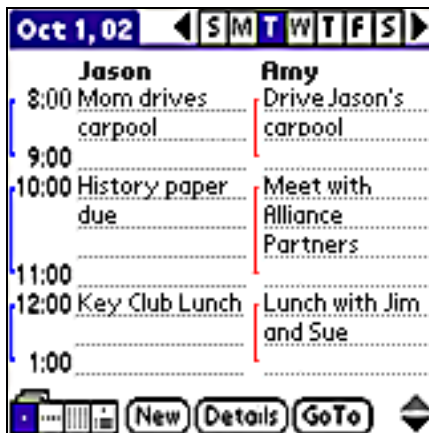 Oct 1, 02 S M T W T F S
Jason Amy
8:00 Mom drives Drive Jason's
carpool carpool
9:00
10:00 History paper Meet with
due Alliance
Partners
11:00
12:00 Key Club Lunch Lunch with Jim
and Sue
1:00
New Details GoTo